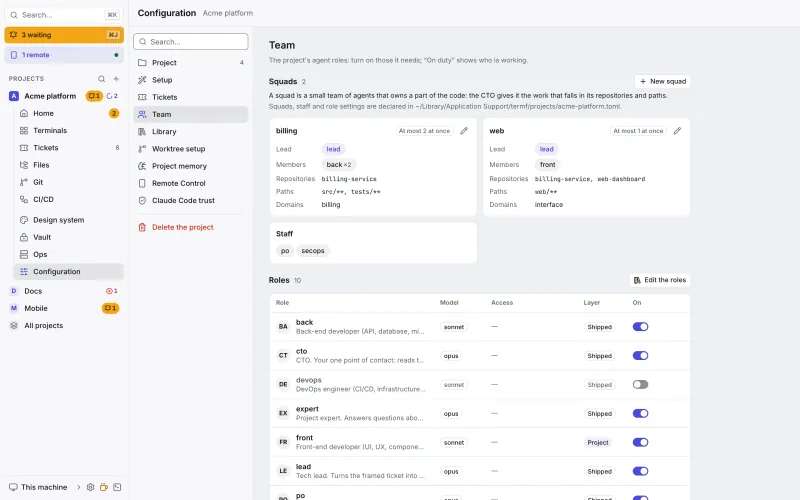 Search... ⌘K
3 waiting ⌘J
1 remote
PROJECTS
A Acme platform 1 2
Home 2
Terminals
Tickets 8
Files
Git
CI/CD
Design system
Vault
Ops
Configuration
D Docs 1
M Mobile 1
All projects
This machine
Configuration Acme platform
Search...
Project 4
Setup
Tickets
Team
Library
Worktree setup
Project memory
Remote Control
Claude Code trust
Delete the project
Team
The project's agent roles: turn on those it needs; "On duty" shows who is working.
Squads 2
New squad
A squad is a small team of agents that owns a part of the code: the CTO gives it the work that falls in its repositories and paths.
Squads, staff and role settings are declared in ~/Library/Application Support/termf/projects/acme-platform.toml.
billing At most 2 at once
Lead lead
Members back ×2
Repositories billing-service
Paths src/**, tests/**
Domains billing
web At most 1 at once
Lead lead
Members front
Repositories billing-service, web-dashboard
Paths web/**
Domains interface
Staff
po secops
Roles 10
Edit the roles
Role Model Access Layer On
BA back sonnet — Shipped
Back-end developer (API, database, mi...
CT cto opus — Shipped
CTO. Your one point of contact: reads t...
DE devops sonnet — Shipped
DevOps engineer (CI/CD, infrastructure...
EX expert opus — Shipped
Project expert. Answers questions abo...
FR front sonnet — Project
Front-end developer (UI, UX, compone...
LE lead opus — Shipped
Tech lead. Turns the framed ticket into ...
po